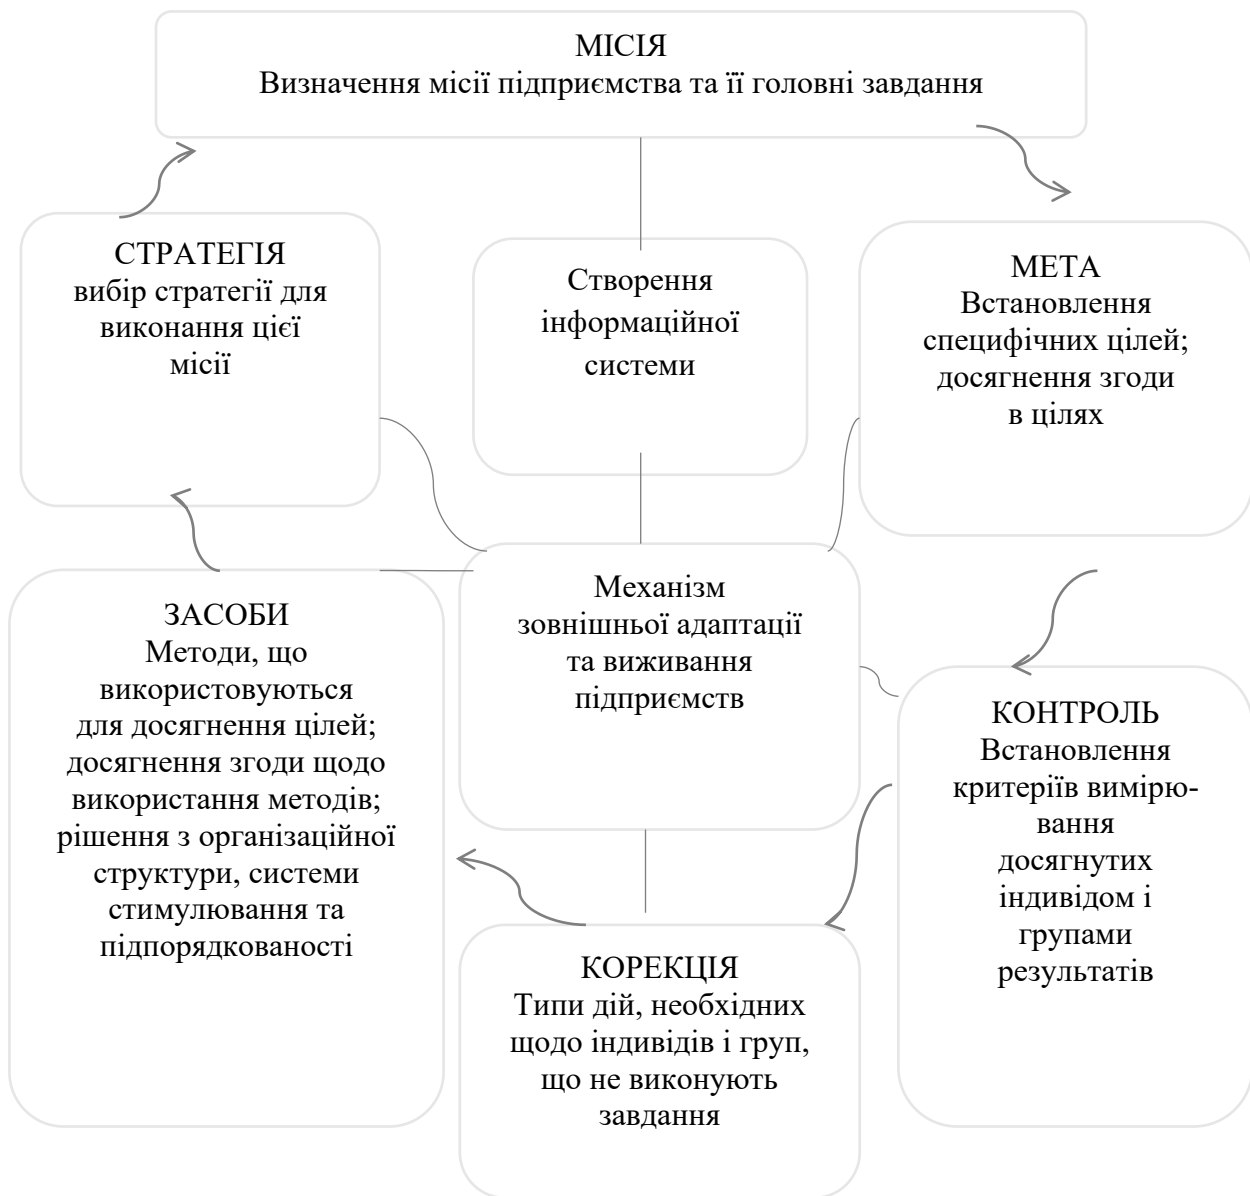 МІСІЯ
Визначення місії підприємства та її головні завдання
СТРАТЕГІЯ
вибір стратегії для
виконання цієї
місії
Створення
інформаційної
системи
МЕТА
Встановлення
специфічних цілей;
досягнення згоди
в цілях
ЗАСОБИ
Методи, що
використовуються
для досягнення цілей;
досягнення згоди щодо
використання методів;
рішення з організаційної
структури, системи
стимулювання та
підпорядкованості
Механізм
зовнішньої адаптації
та виживання
підприємств
КОНТРОЛЬ
Встановлення
критеріїв вимірю-
вання
досягнутих
індивідом і
групами
результатів
КОРЕКЦІЯ
Типи дій, необхідних
щодо індивідів і груп,
що не виконують
завдання